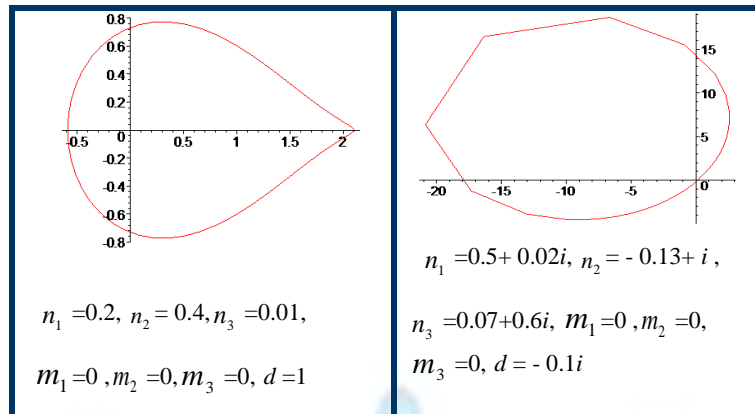 0.8
0.6
0.4
0.2
-0.5 0 0.5 1 1.5 2
-0.2
-0.4
-0.6
-0.8
n₁ =0.2, n₂ = 0.4, n₃ =0.01,
m₁=0 ,m₂ =0, m₃ =0, d =1
15
10
5
-20 -15 -10 -5 0
n₁ =0.5+ 0.02i, n₂ = - 0.13+ i ,
n₃ =0.07+0.6i, m₁=0 ,m₂ =0,
m₃ =0, d = - 0.1i